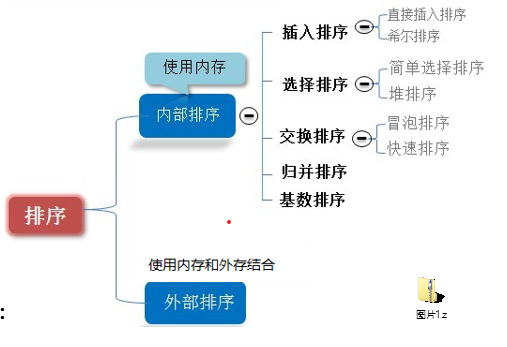 直接插入排序
插入排序
希尔排序
使用内存
简单选择排序
选择排序
堆排序
内部排序
冒泡排序
交换排序
快速排序
归并排序
基数排序
排序
使用内存和外存结合
外部排序
图片1.z
: